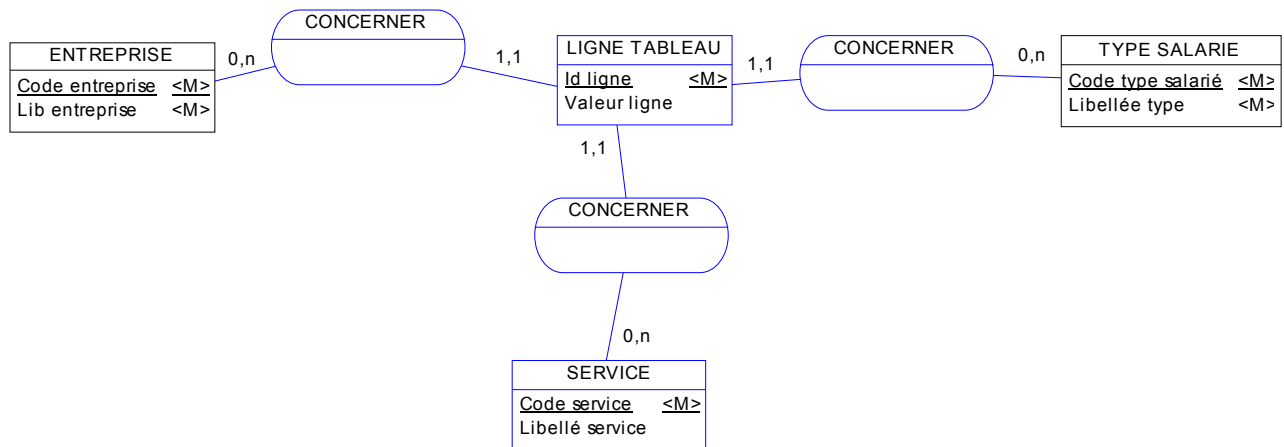 CONCERNER
ENTREPRISE
Code entreprise <M>
Lib entreprise <M>
0,n
1,1
LIGNE TABLEAU
Id ligne <M>
Valeur ligne
1,1
CONCERNER
0,n
TYPE SALARIE
Code type salarié <M>
Libellée type <M>
1,1
CONCERNER
0,n
SERVICE
Code service <M>
Libellé service